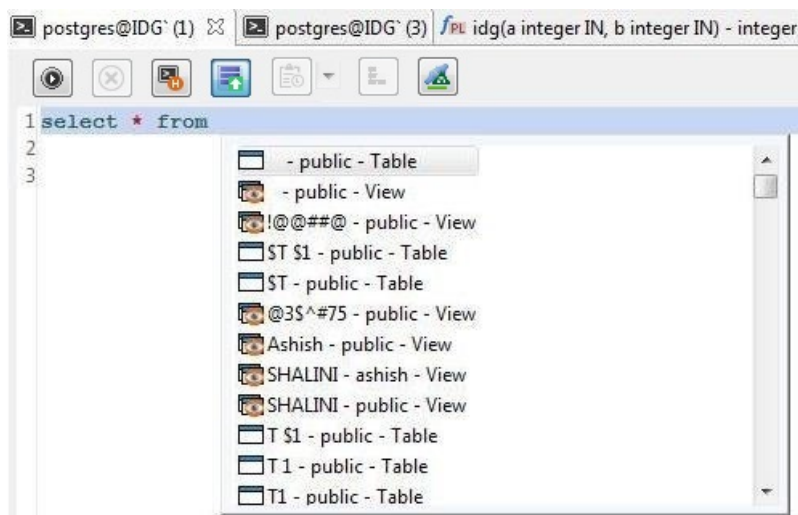 postgres@IDG` (1) postgres@IDG` (3) PL idg(a integer IN, b integer IN) - integer
1 select * from
2
3
- public - Table
- public - View
!@@##@ - public - View
$T $1 - public - Table
$T - public - Table
@3$^#75 - public - View
Ashish - public - View
SHALINI - ashish - View
SHALINI - public - View
T $1 - public - Table
T 1 - public - Table
T1 - public - Table